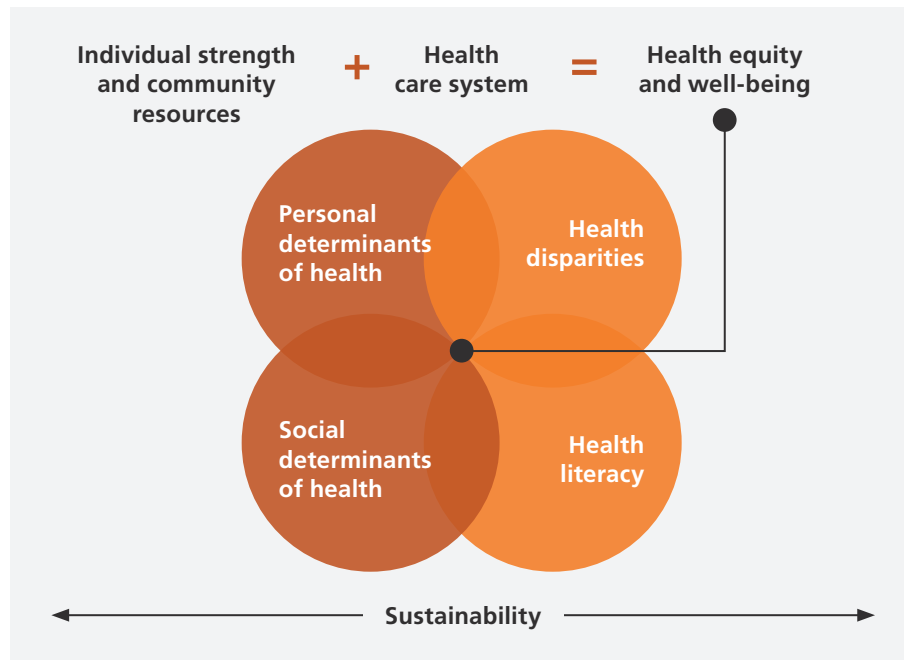 Individual strength
and community
resources
+
Health
care system
=
Health equity
and well-being
Personal
determinants
of health
Health
disparities
Social
determinants
of health
Health
literacy
Sustainability